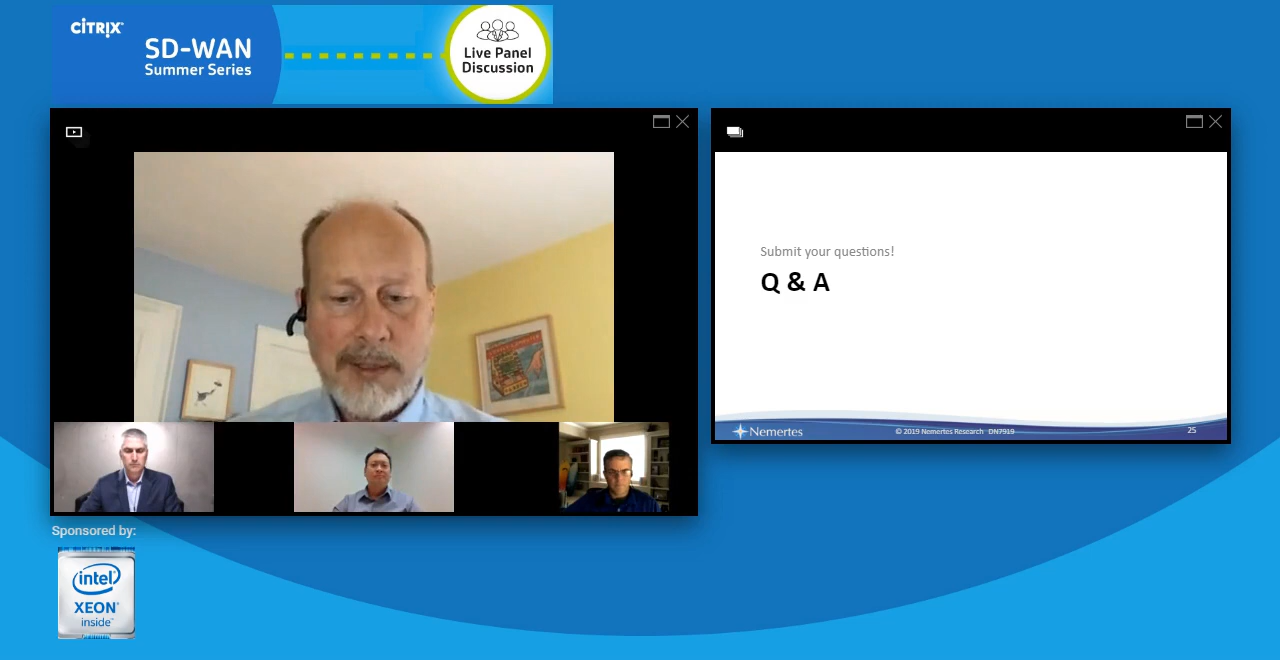 CITRIX
SD-WAN
Summer Series
Live Panel
Discussion
Submit your questions!
Q & A
Nemertes
© 2019 Nemertes Research DN7919
25
Sponsored by:
intel
XEON
inside